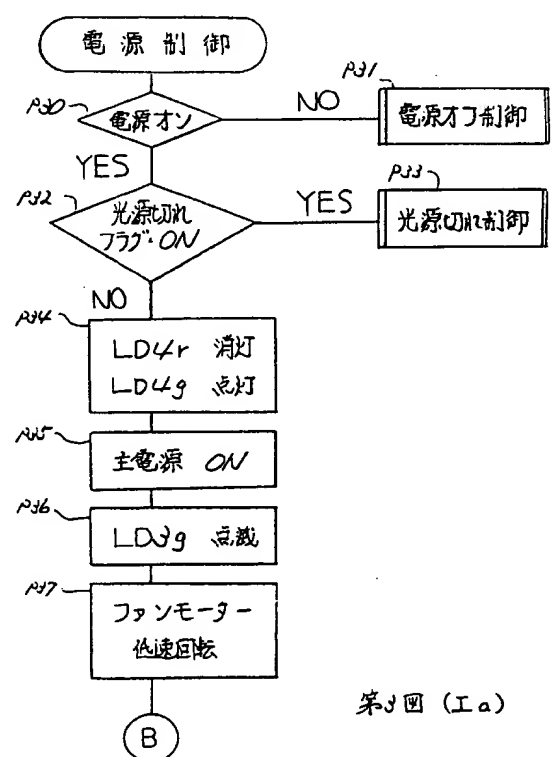 電源制御
P30
電源オン
NO
P31
電源オフ制御
YES
P32
光源切れ
フラグ・ON
YES
P33
光源切れ制御
NO
P34
LD4r 消灯
LD4g 点灯
P35
主電源 ON
P36
LD3g 点滅
P37
ファンモーター
低速回転
B
第3図 (Ia)